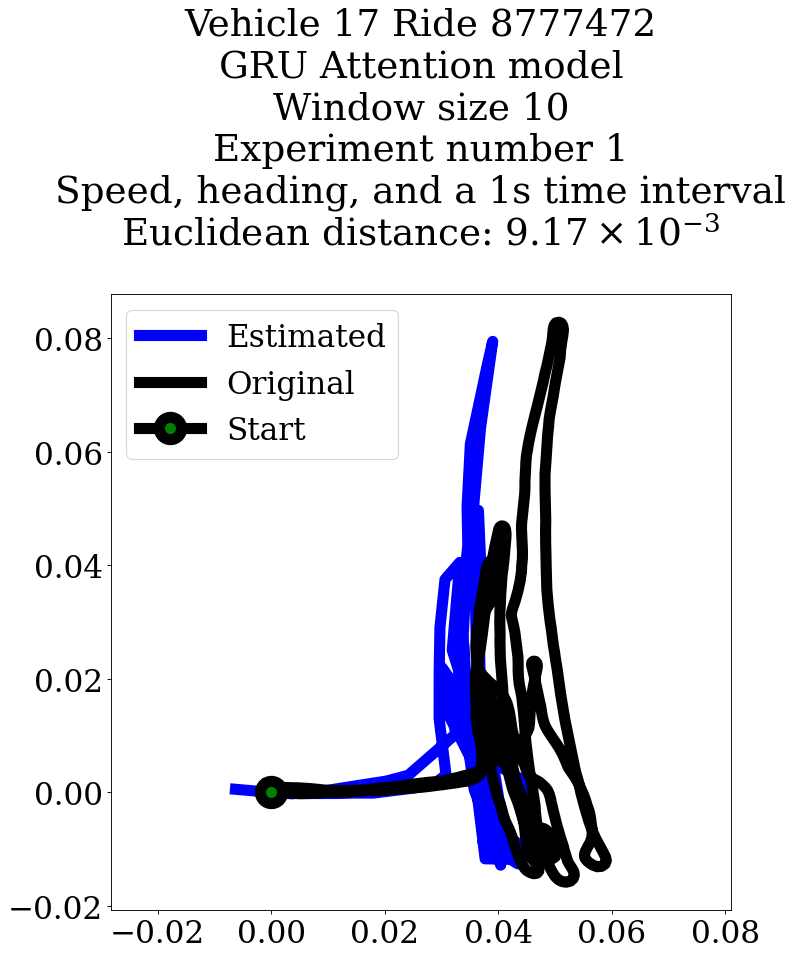 Vehicle 17 Ride 8777472
GRU Attention model
Window size 10
Experiment number 1
Speed, heading, and a 1s time interval
Euclidean distance: 9.17 × 10⁻³
Estimated
Original
Start
0.08
0.06
0.04
0.02
0.00
−0.02
−0.02 0.00 0.02 0.04 0.06 0.08